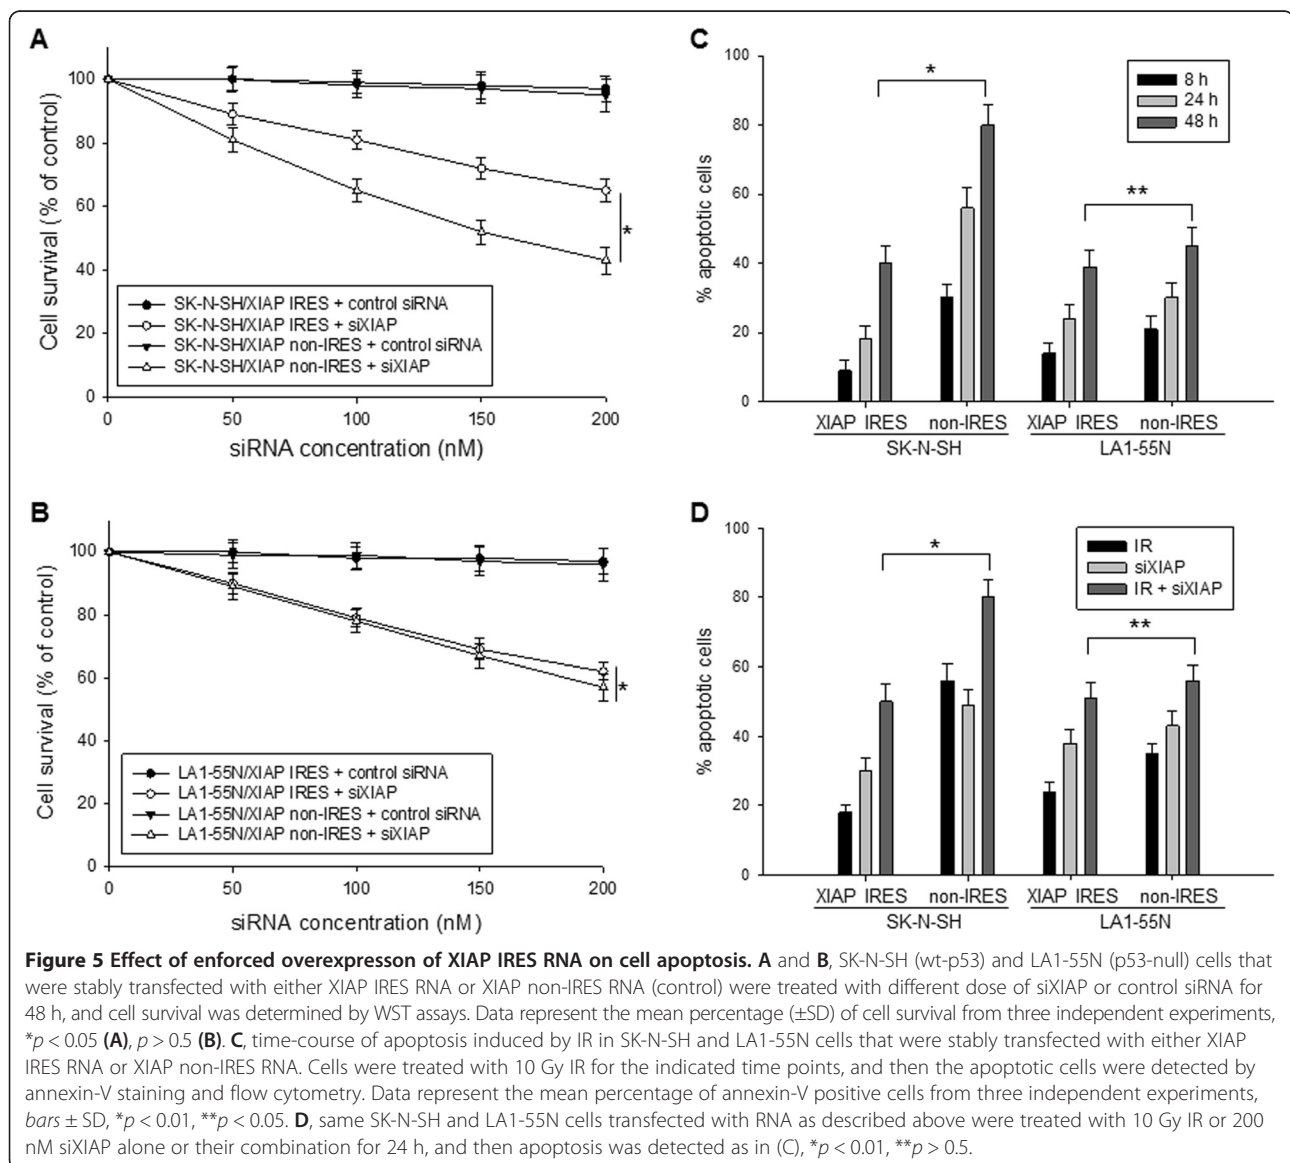 A
Cell survival (% of control)
100
80
60
40
20
0
*
SK-N-SH/XIAP IRES + control siRNA
SK-N-SH/XIAP IRES + siXIAP
SK-N-SH/XIAP non-IRES + control siRNA
SK-N-SH/XIAP non-IRES + siXIAP
0 50 100 150 200
siRNA concentration (nM)
C
% apoptotic cells
100
80
60
40
20
0
*
**
8 h
24 h
48 h
XIAP IRES non-IRES XIAP IRES non-IRES
SK-N-SH LA1-55N
B
Cell survival (% of control)
100
80
60
40
20
0
*
LA1-55N/XIAP IRES + control siRNA
LA1-55N/XIAP IRES + siXIAP
LA1-55N/XIAP non-IRES + control siRNA
LA1-55N/XIAP non-IRES + siXIAP
0 50 100 150 200
siRNA concentration (nM)
D
% apoptotic cells
100
80
60
40
20
0
*
**
IR
siXIAP
IR + siXIAP
XIAP IRES non-IRES XIAP IRES non-IRES
SK-N-SH LA1-55N
Figure 5 Effect of enforced overexpresson of XIAP IRES RNA on cell apoptosis. A and B, SK-N-SH (wt-p53) and LA1-55N (p53-null) cells that
were stably transfected with either XIAP IRES RNA or XIAP non-IRES RNA (control) were treated with different dose of siXIAP or control siRNA for
48 h, and cell survival was determined by WST assays. Data represent the mean percentage (±SD) of cell survival from three independent experiments,
*p < 0.05 (A), p > 0.5 (B). C, time-course of apoptosis induced by IR in SK-N-SH and LA1-55N cells that were stably transfected with either XIAP
IRES RNA or XIAP non-IRES RNA. Cells were treated with 10 Gy IR for the indicated time points, and then the apoptotic cells were detected by
annexin-V staining and flow cytometry. Data represent the mean percentage of annexin-V positive cells from three independent experiments,
bars ± SD, *p < 0.01, **p < 0.05. D, same SK-N-SH and LA1-55N cells transfected with RNA as described above were treated with 10 Gy IR or 200
nM siXIAP alone or their combination for 24 h, and then apoptosis was detected as in (C), *p < 0.01, **p > 0.5.